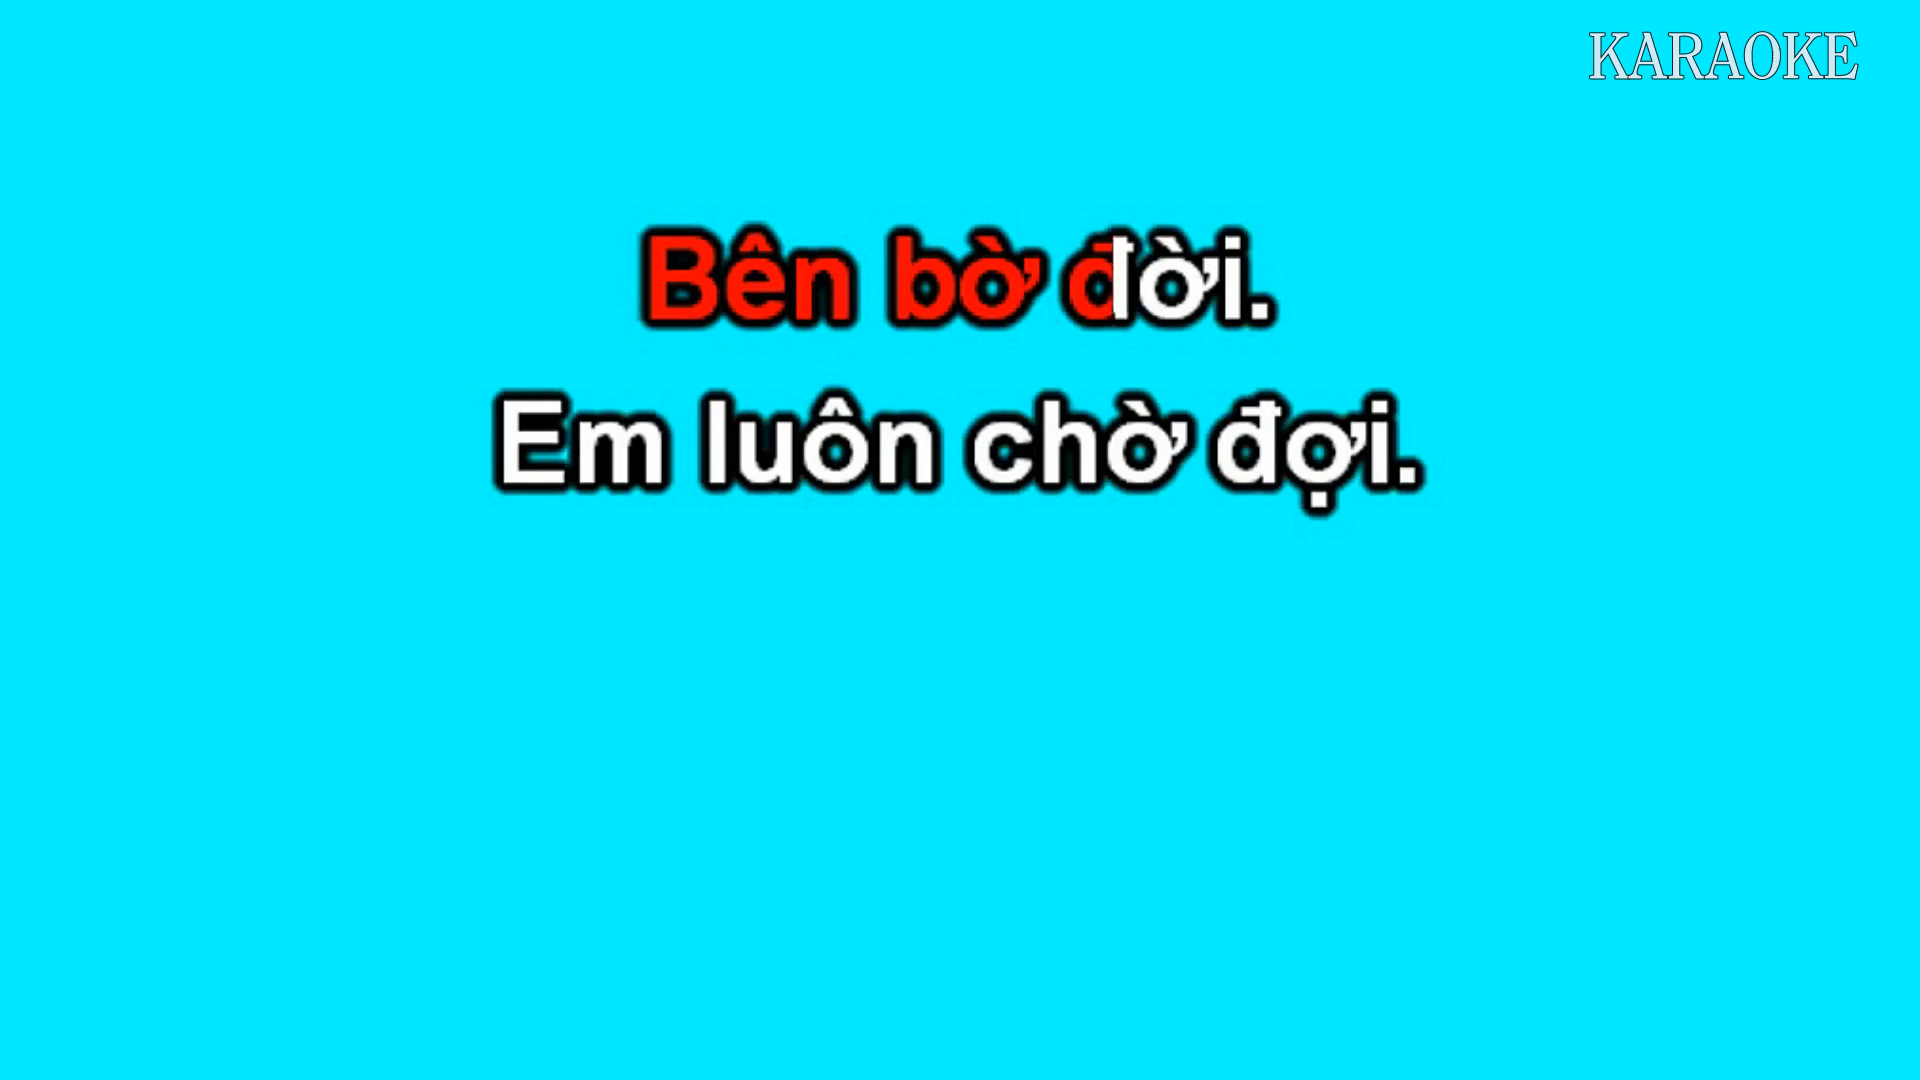 KARAOKE
Bên bờ đời.
Em luôn chờ đợi.